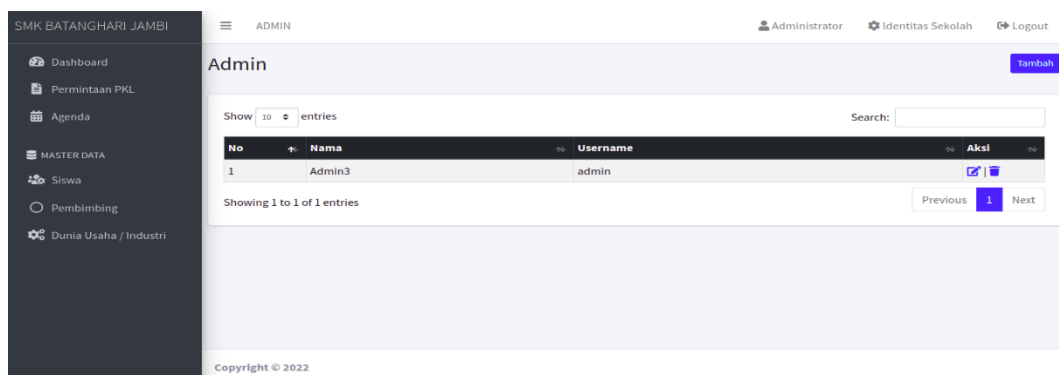 SMK BATANGHARI JAMBI
ADMIN
Administrator
Identitas Sekolah
Logout
Dashboard
Permintaan PKL
Agenda
MASTER DATA
Siswa
Pembimbing
Dunia Usaha / Industri
Admin
Tambah
Show 10 entries
Search:
No Nama Username Aksi
1 Admin3 admin |
Showing 1 to 1 of 1 entries
Previous 1 Next
Copyright © 2022